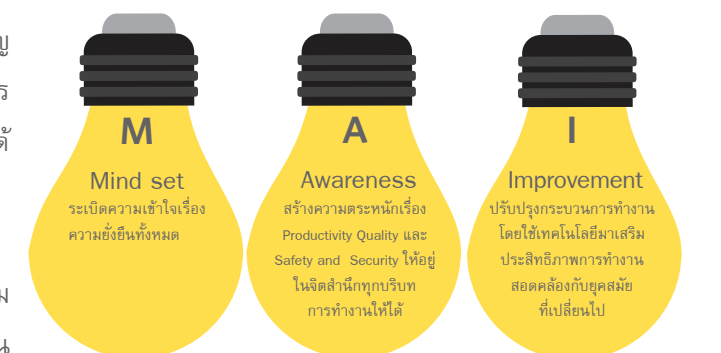 M
Mind set
ระเบิดความเข้าใจเรื่อง
ความยั่งยืนทั้งหมด
A
Awareness
สร้างความตระหนักเรื่อง
Productivity Quality และ
Safety and Security ให้อยู่
ในจิตสำนึกทุกบริบท
การทำงานให้ได้
I
Improvement
ปรับปรุงกระบวนการทำงาน
โดยใช้เทคโนโลยีมาเสริม
ประสิทธิภาพการทำงาน
สอดคล้องกับยุคสมัย
ที่เปลี่ยนไป